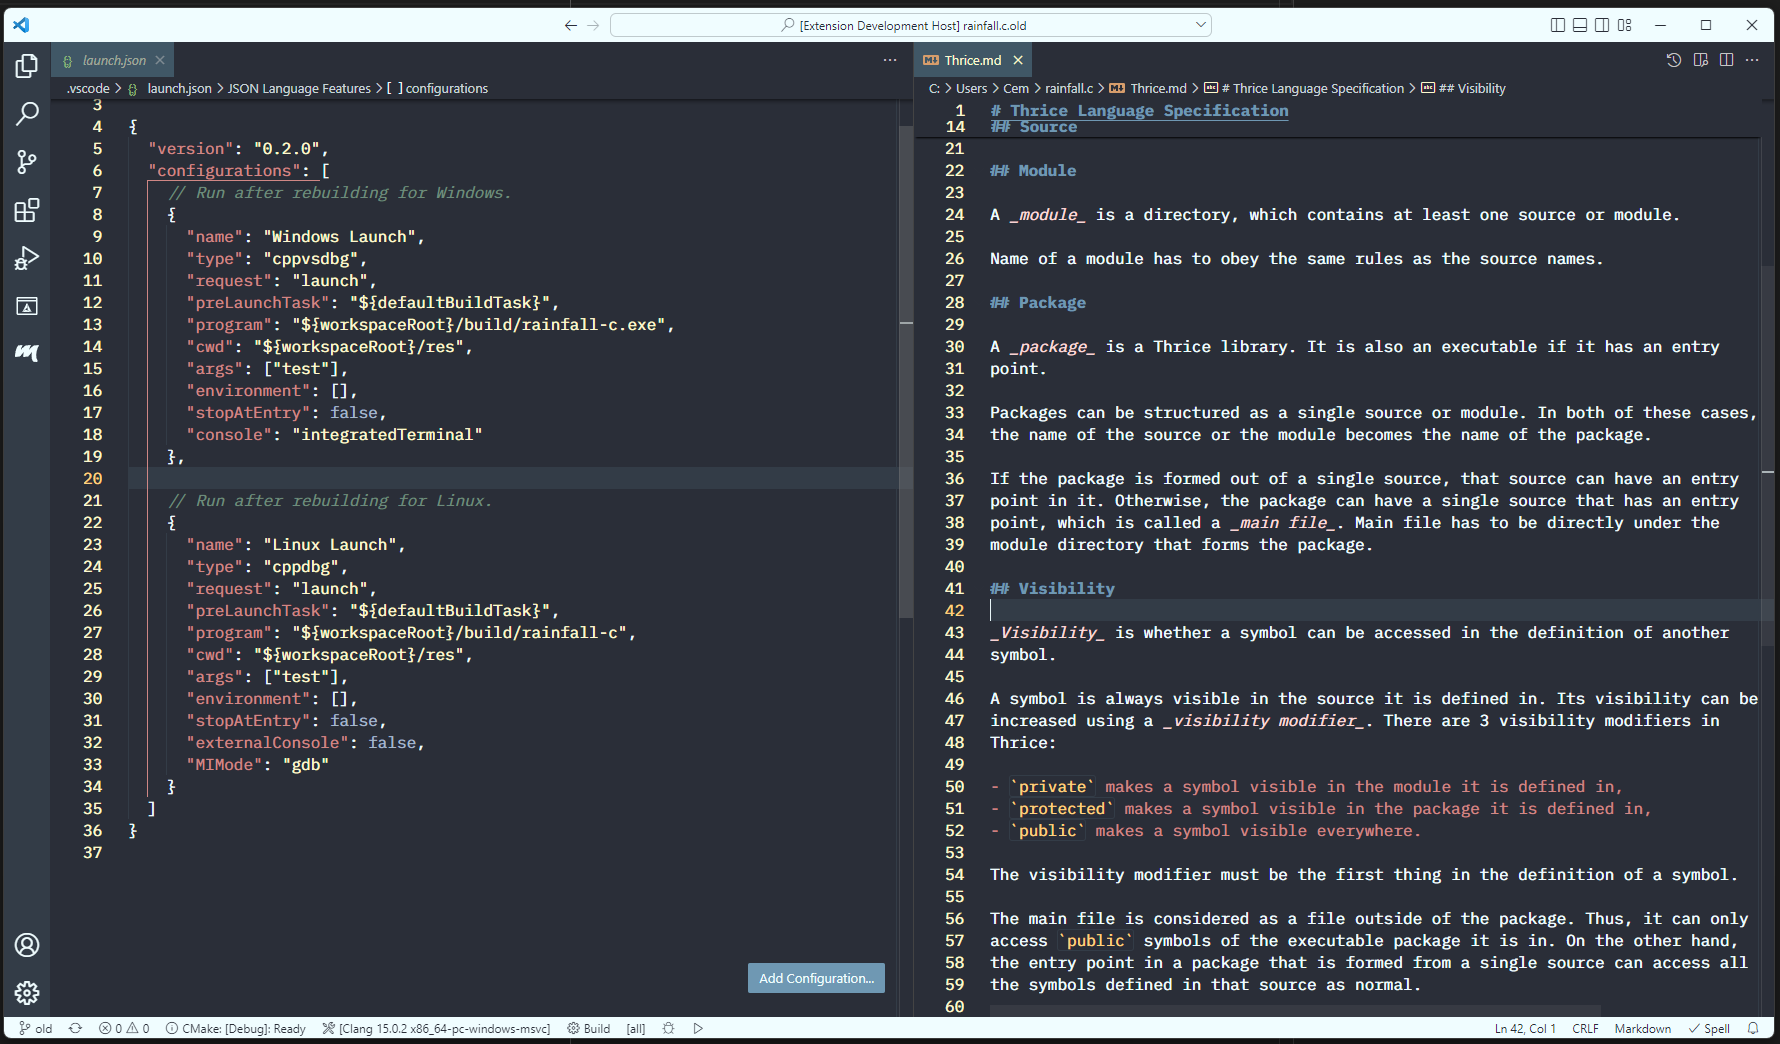 [Extension Development Host] rainfall.c.old
launch.json
.vscode > launch.json > JSON Language Features > [ ] configurations
3
4 {
5 "version": "0.2.0",
6 "configurations": [
7 // Run after rebuilding for Windows.
8 {
9 "name": "Windows Launch",
10 "type": "cppvsdbg",
11 "request": "launch",
12 "preLaunchTask": "${defaultBuildTask}",
13 "program": "${workspaceRoot}/build/rainfall-c.exe",
14 "cwd": "${workspaceRoot}/res",
15 "args": ["test"],
16 "environment": [],
17 "stopAtEntry": false,
18 "console": "integratedTerminal"
19 },
20
21 // Run after rebuilding for Linux.
22 {
23 "name": "Linux Launch",
24 "type": "cppdbg",
25 "request": "launch",
26 "preLaunchTask": "${defaultBuildTask}",
27 "program": "${workspaceRoot}/build/rainfall-c",
28 "cwd": "${workspaceRoot}/res",
29 "args": ["test"],
30 "environment": [],
31 "stopAtEntry": false,
32 "externalConsole": false,
33 "MIMode": "gdb"
34 }
35 ]
36 }
37
Add Configuration...
Thrice.md
C: > Users > Cem > rainfall.c > Thrice.md > # Thrice Language Specification > ## Visibility
1 # Thrice Language Specification
14 ## Source
21
22 ## Module
23
24 A _module_ is a directory, which contains at least one source or module.
25
26 Name of a module has to obey the same rules as the source names.
27
28 ## Package
29
30 A _package_ is a Thrice library. It is also an executable if it has an entry
31 point.
32
33 Packages can be structured as a single source or module. In both of these cases,
34 the name of the source or the module becomes the name of the package.
35
36 If the package is formed out of a single source, that source can have an entry
37 point in it. Otherwise, the package can have a single source that has an entry
38 point, which is called a _main file_. Main file has to be directly under the
39 module directory that forms the package.
40
41 ## Visibility
42
43 _Visibility_ is whether a symbol can be accessed in the definition of another
44 symbol.
45
46 A symbol is always visible in the source it is defined in. Its visibility can be
47 increased using a _visibility modifier_. There are 3 visibility modifiers in
48 Thrice:
49
50 - `private` makes a symbol visible in the module it is defined in,
51 - `protected` makes a symbol visible in the package it is defined in,
52 - `public` makes a symbol visible everywhere.
53
54 The visibility modifier must be the first thing in the definition of a symbol.
55
56 The main file is considered as a file outside of the package. Thus, it can only
57 access `public` symbols of the executable package it is in. On the other hand,
58 the entry point in a package that is formed from a single source can access all
59 the symbols defined in that source as normal.
60
old 0 0 CMake: [Debug]: Ready [Clang 15.0.2 x86_64-pc-windows-msvc] Build [all] Ln 42, Col 1 CRLF Markdown Spell